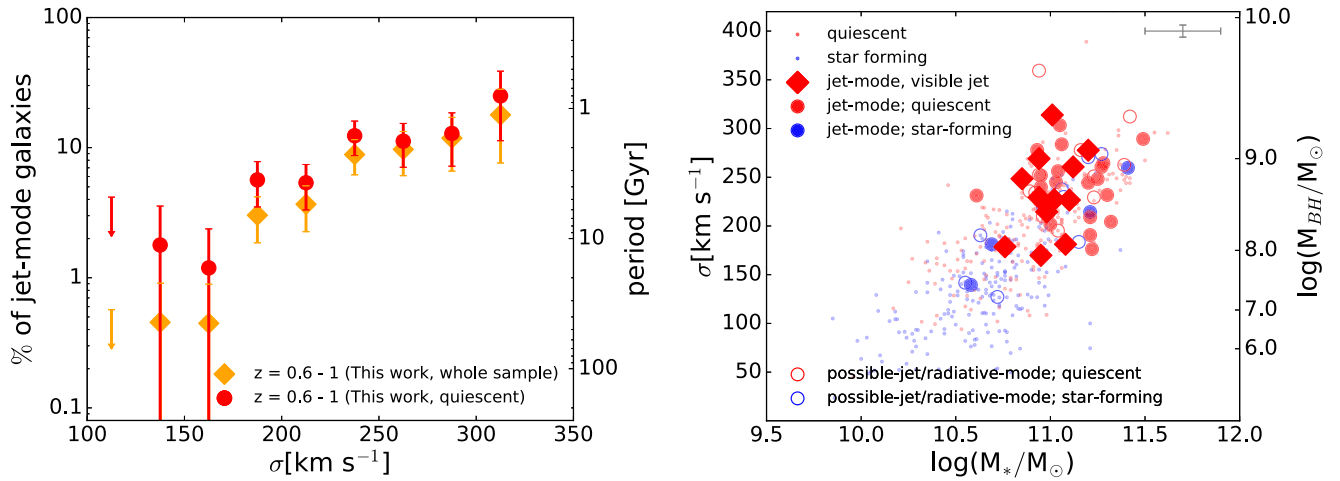 % of jet-mode galaxies
100
10
1
0.1
z = 0.6 - 1 (This work, whole sample)
z = 0.6 - 1 (This work, quiescent)
100 150 200 250 300 350
σ[km s⁻¹]
1
10
100
period [Gyr]
σ[km s⁻¹]
400
350
300
250
200
150
100
50
quiescent
star forming
jet-mode, visible jet
jet-mode; quiescent
jet-mode; star-forming
possible-jet/radiative-mode; quiescent
possible-jet/radiative-mode; star-forming
9.5 10.0 10.5 11.0 11.5 12.0
log(M*/M⊙)
10.0
9.0
8.0
7.0
6.0
log(M_BH/M⊙)